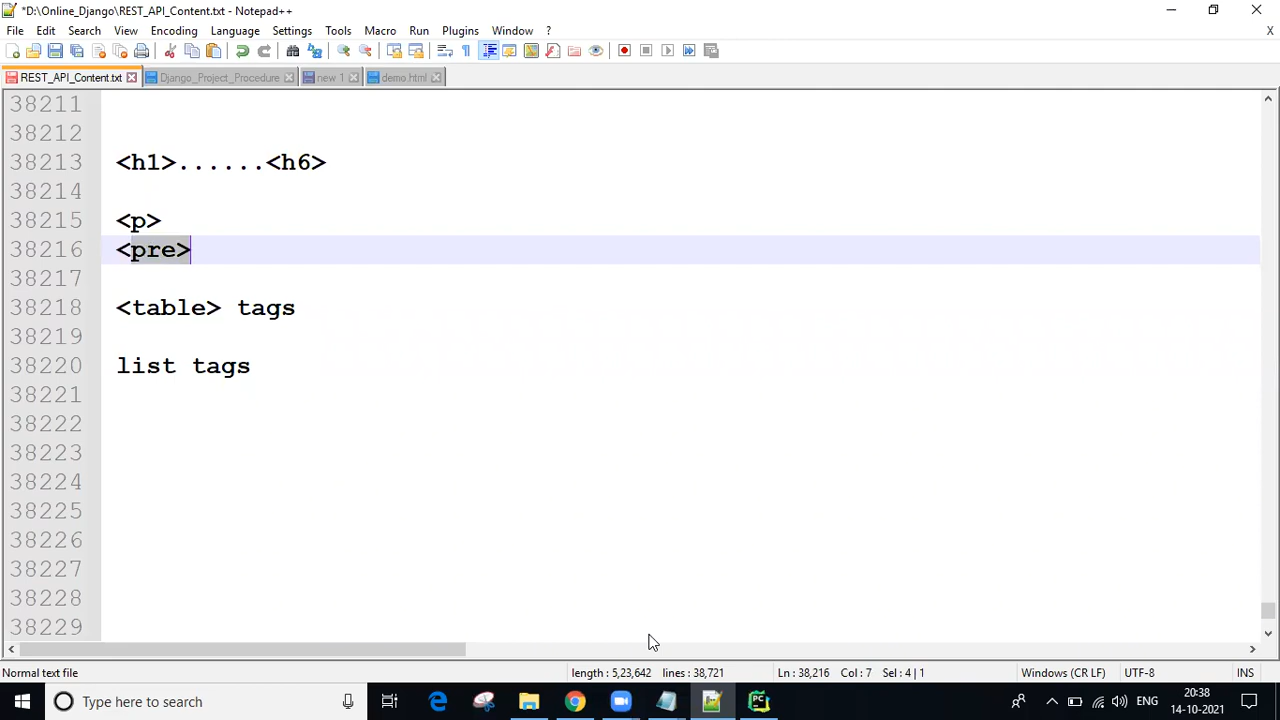 *D:\Online_Django\REST_API_Content.txt - Notepad++
File Edit Search View Encoding Language Settings Tools Macro Run Plugins Window ?
X
REST_API_Content.txt Django_Project_Procedure new 1 demo.html
38211
38212
38213 <h1>......<h6>
38214
38215 <p>
38216 <pre>
38217
38218 <table> tags
38219
38220 list tags
38221
38222
38223
38224
38225
38226
38227
38228
38229
Normal text file length : 5,23,642 lines : 38,721 Ln : 38,216 Col : 7 Sel : 4 | 1 Windows (CR LF) UTF-8 INS
Type here to search
ENG
20:38
14-10-2021